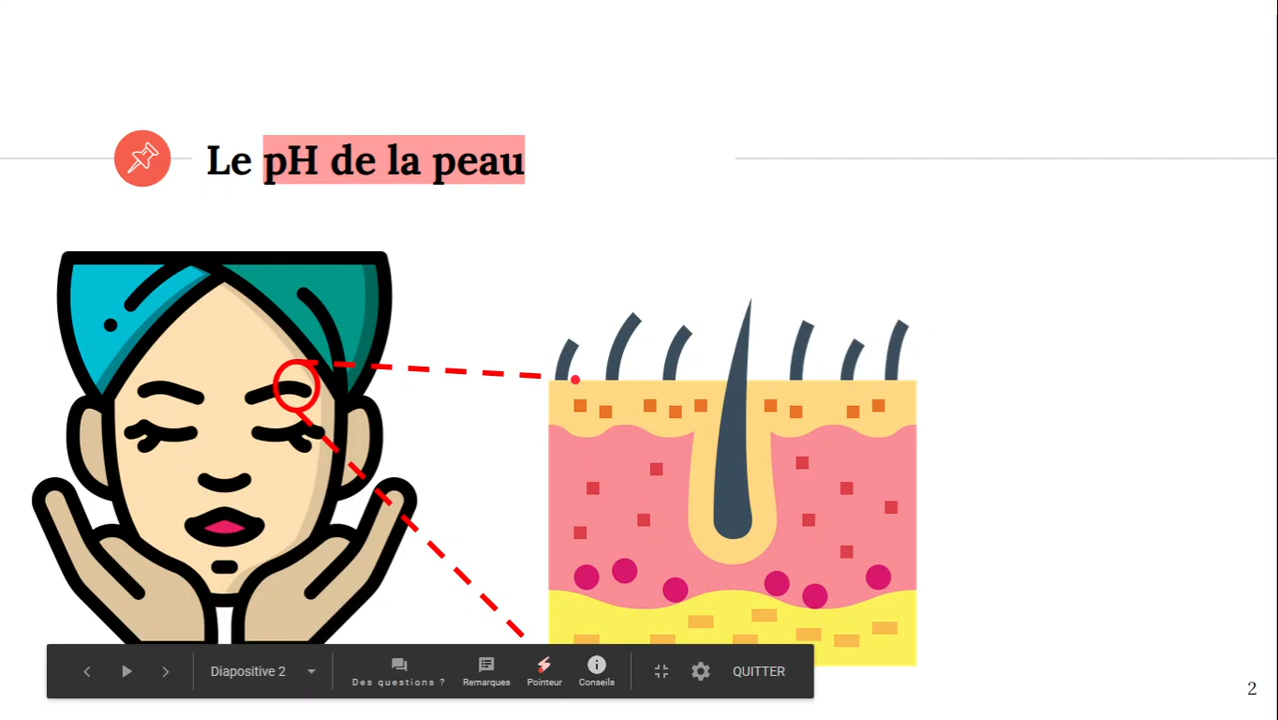 Le pH de la peau
Diapositive 2
Des questions ?
Remarques
Pointeur
Conseils
QUITTER
2